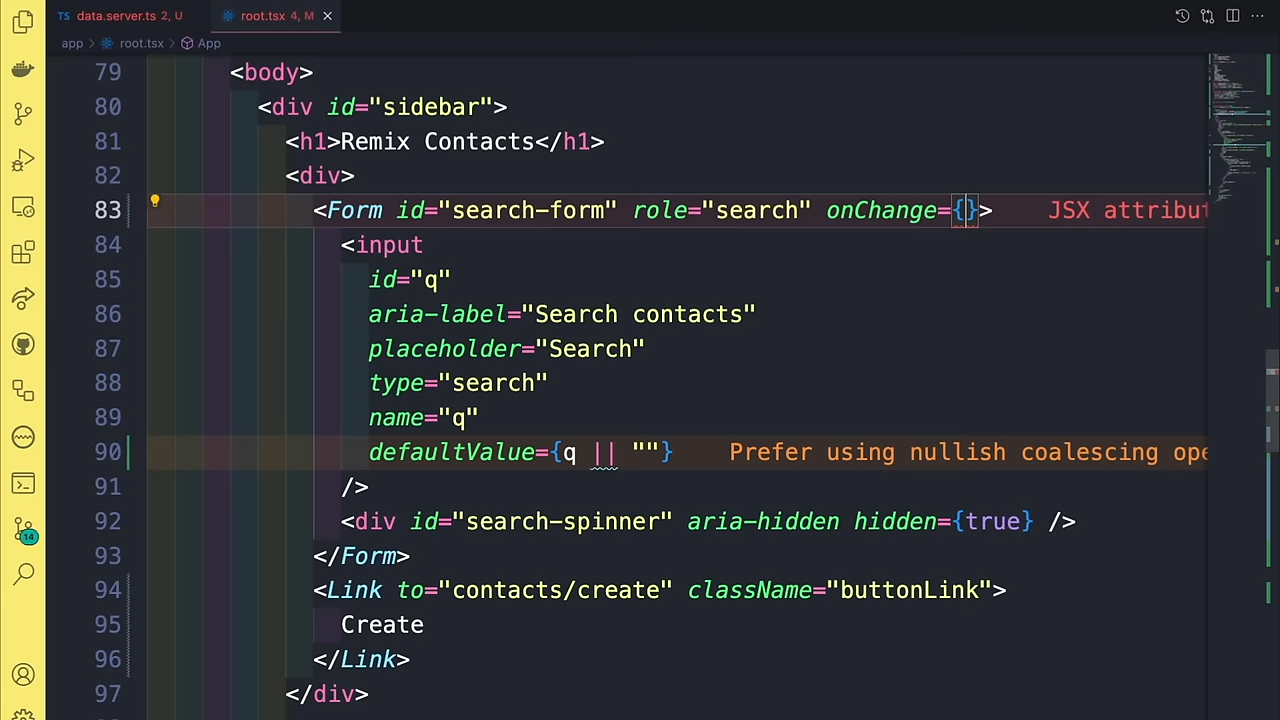 TS data.server.ts 2, U
root.tsx 4, M
app > root.tsx > App
79 <body>
80 <div id="sidebar">
81 <h1>Remix Contacts</h1>
82 <div>
83 <Form id="search-form" role="search" onChange={}> JSX attribut
84 <input
85 id="q"
86 aria-label="Search contacts"
87 placeholder="Search"
88 type="search"
89 name="q"
90 defaultValue={q || ""} Prefer using nullish coalescing ope
91 />
92 <div id="search-spinner" aria-hidden hidden={true} />
93 </Form>
94 <Link to="contacts/create" className="buttonLink">
95 Create
96 </Link>
97 </div>
14